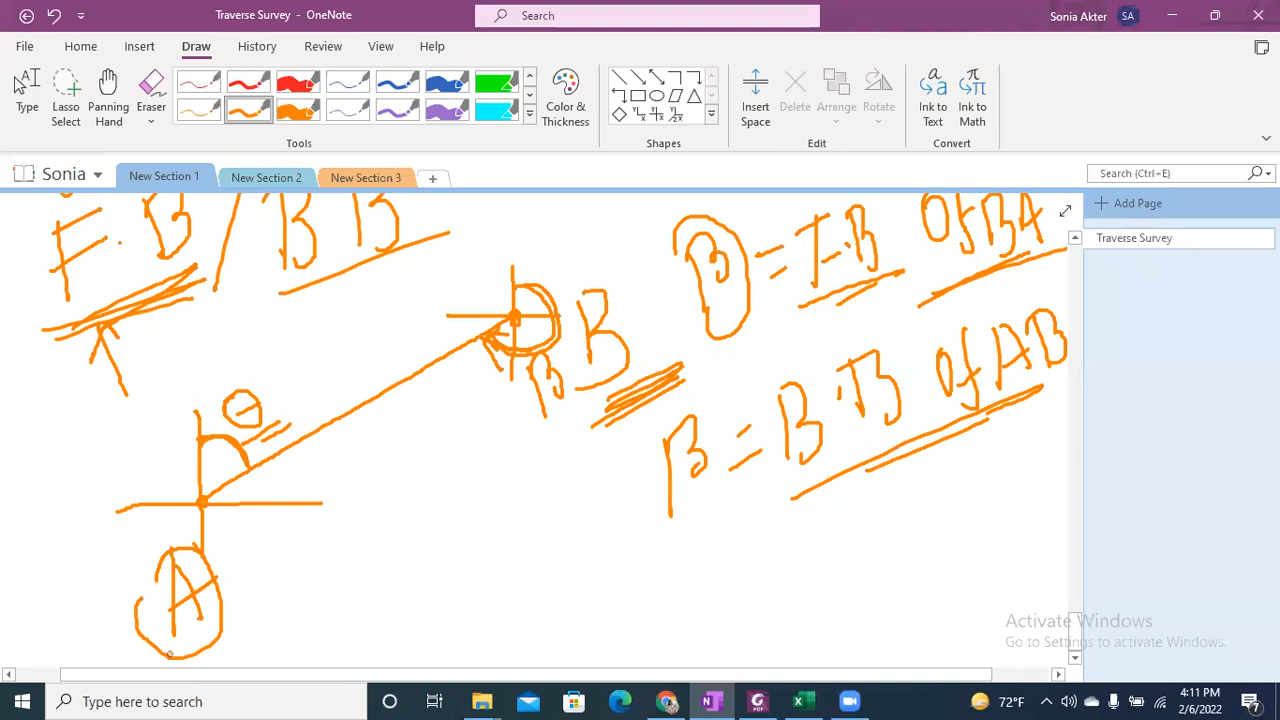 Traverse Survey - OneNote
Search
Sonia Akter SA
File Home Insert Draw History Review View Help
Type
Lasso Select
Panning Hand
Eraser
Color & Thickness
Insert Space
Delete
Arrange
Rotate
Ink to Text
Ink to Math
Tools
Shapes
Edit
Convert
Sonia
New Section 1
New Section 2
New Section 3
Search (Ctrl+E)
Add Page
Traverse Survey
F.B / B B
β = F.B Of BA
B
β
θ
β = B.B Of AB
A
Activate Windows
Go to Settings to activate Windows.
Type here to search
72°F
4:11 PM
2/6/2022
7